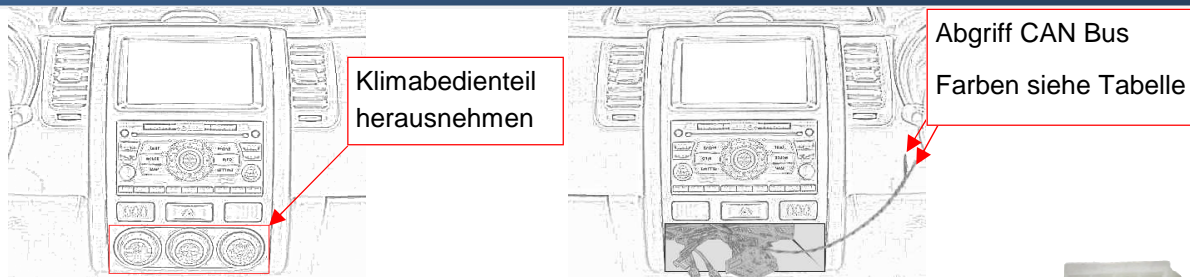 Klimabedienteil
herausnehmen
Abgriff CAN Bus
Farben siehe Tabelle